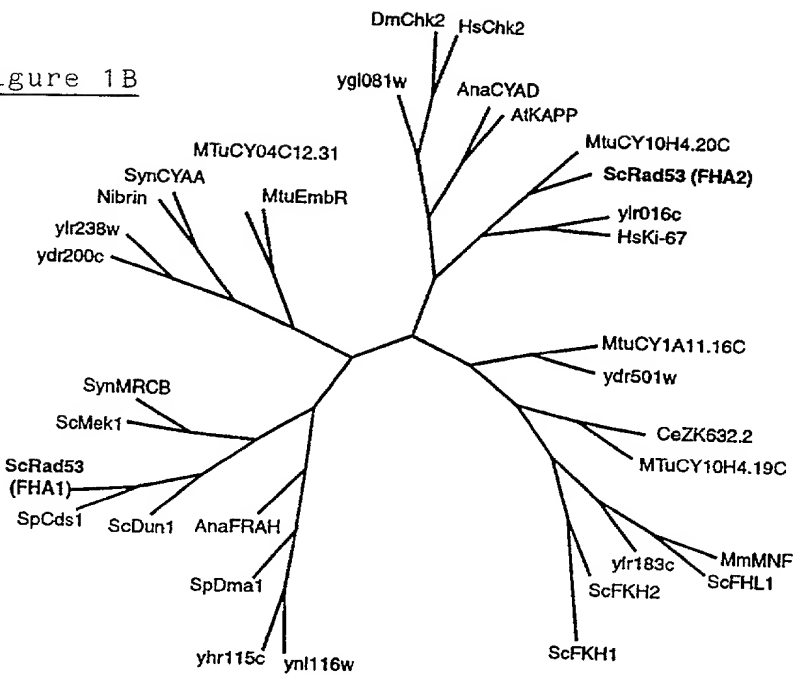 igure 1B
DmChk2
HsChk2
ygl081w
AnaCYAD
AtKAPP
MtuCY10H4.20C
ScRad53 (FHA2)
ylr016c
HsKi-67
MTuCY04C12.31
SynCYAA
Nibrin
MtuEmbR
ylr238w
ydr200c
MtuCY1A11.16C
ydr501w
SynMRCB
ScMek1
CeZK632.2
MTuCY10H4.19C
ScRad53
(FHA1)
SpCds1
ScDun1
AnaFRAH
SpDma1
yhr115c
ynl116w
MmMNF
ScFHL1
yfr183c
ScFKH2
ScFKH1